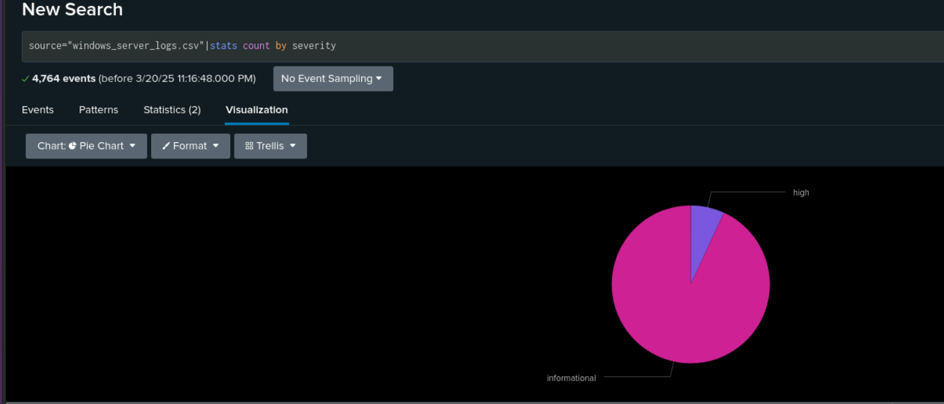 New Search
source="windows_server_logs.csv"|stats count by severity
4,764 events (before 3/20/25 11:16:48.000 PM) No Event Sampling
Events Patterns Statistics (2) Visualization
Chart: Pie Chart Format Trellis
high
informational